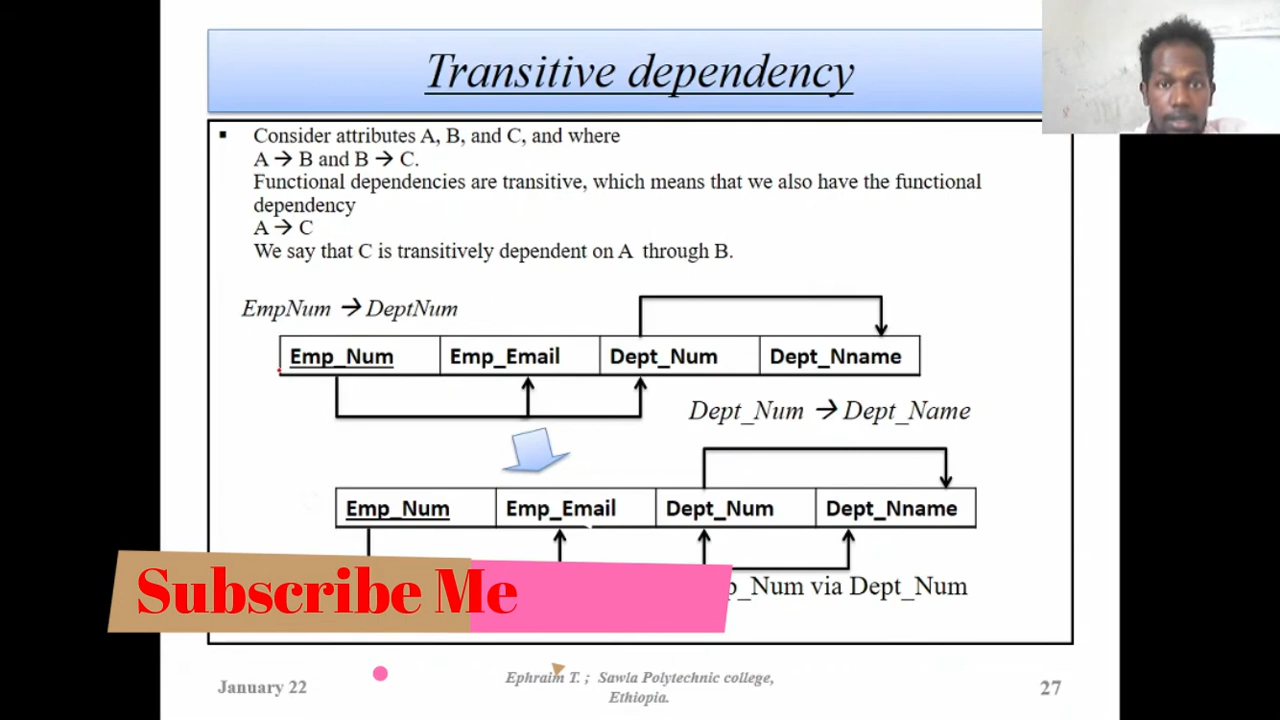 Transitive dependency
▪ Consider attributes A, B, and C, and where
A → B and B → C.
Functional dependencies are transitive, which means that we also have the functional
dependency
A → C
We say that C is transitively dependent on A through B.
EmpNum → DeptNum
Emp_Num Emp_Email Dept_Num Dept_Nname
Dept_Num → Dept_Name
Emp_Num Emp_Email Dept_Num Dept_Nname
Subscribe Me
via Dept_Num
January 22
Ephraim T. ; Sawla Polytechnic college,
Ethiopia.
27